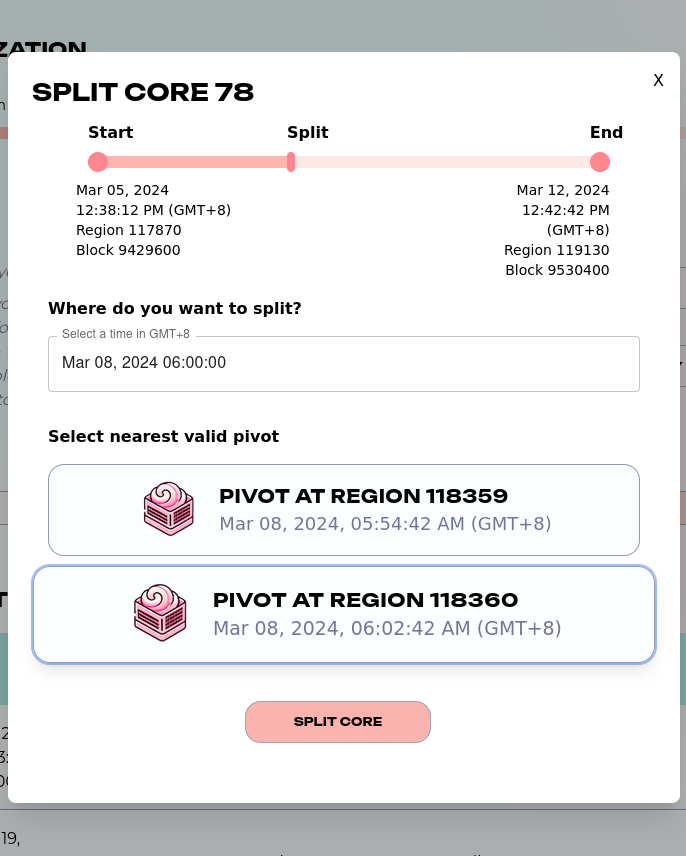 ZATION
X
SPLIT CORE 78
Start Split End
Mar 05, 2024
12:38:12 PM (GMT+8)
Region 117870
Block 9429600
Mar 12, 2024
12:42:42 PM
(GMT+8)
Region 119130
Block 9530400
Where do you want to split?
Select a time in GMT+8
Mar 08, 2024 06:00:00
Select nearest valid pivot
PIVOT AT REGION 118359
Mar 08, 2024, 05:54:42 AM (GMT+8)
PIVOT AT REGION 118360
Mar 08, 2024, 06:02:42 AM (GMT+8)
SPLIT CORE
19,